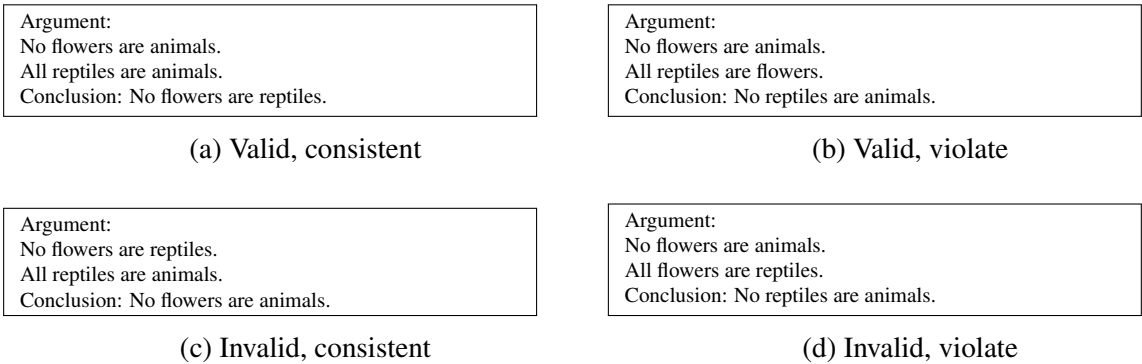 Argument:
No flowers are animals.
All reptiles are animals.
Conclusion: No flowers are reptiles.
(a) Valid, consistent
Argument:
No flowers are animals.
All reptiles are flowers.
Conclusion: No reptiles are animals.
(b) Valid, violate
Argument:
No flowers are reptiles.
All reptiles are animals.
Conclusion: No flowers are animals.
(c) Invalid, consistent
Argument:
No flowers are animals.
All flowers are reptiles.
Conclusion: No reptiles are animals.
(d) Invalid, violate